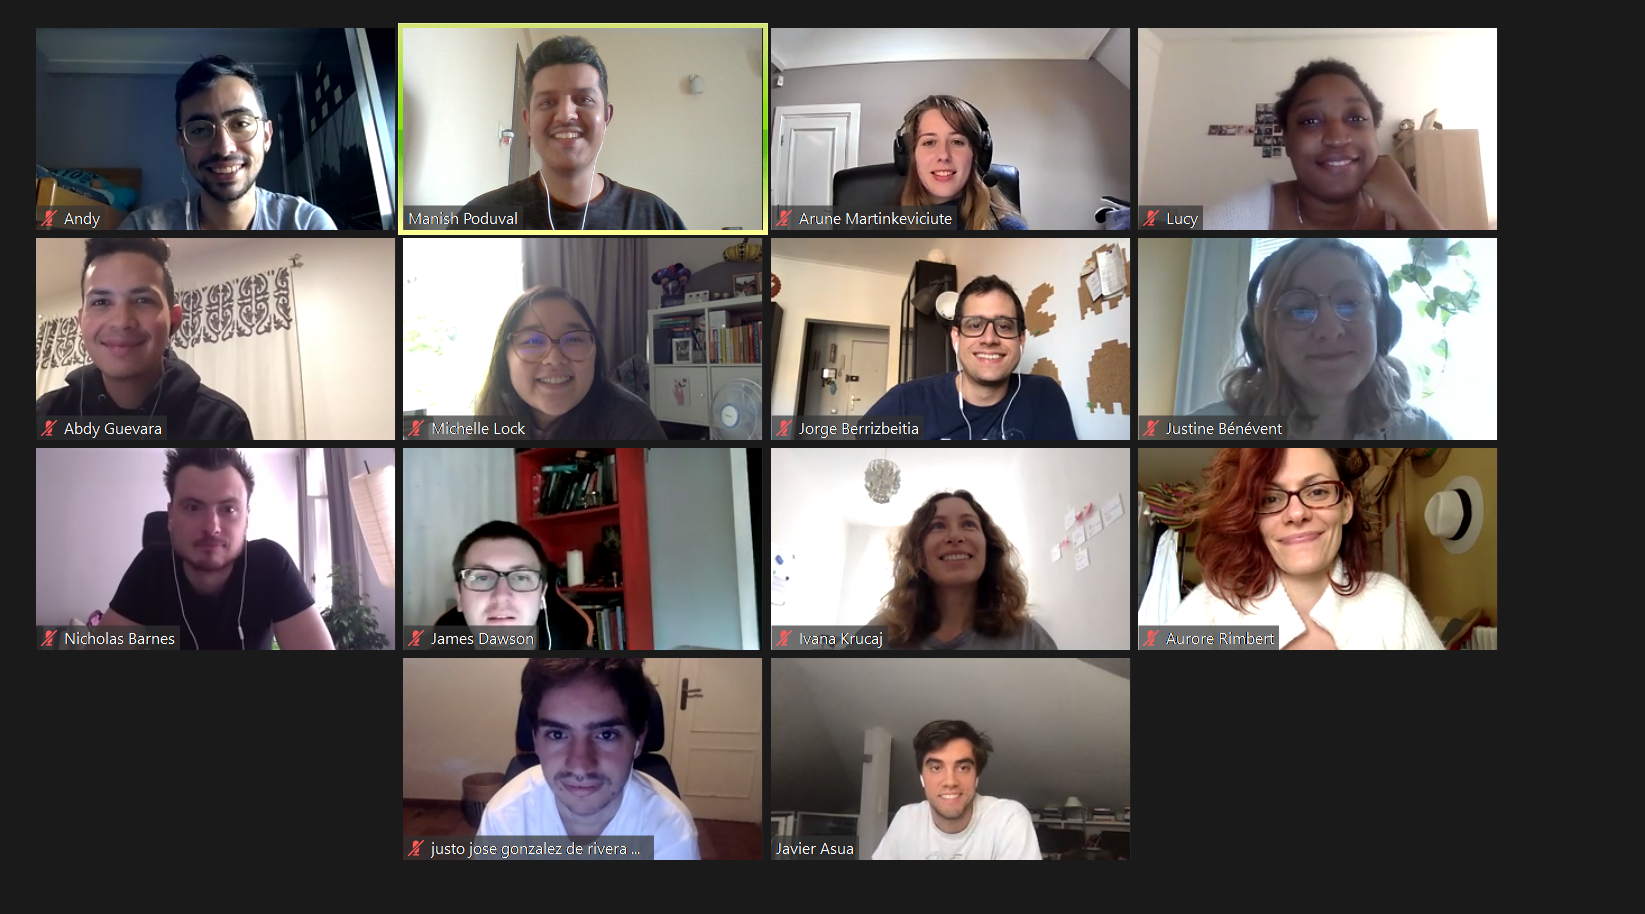 Andy
Manish Poduval
Arune Martinkeviciute
Lucy
Abdy Guevara
Michelle Lock
Jorge Berrizbeitia
Justine Bénévent
Nicholas Barnes
James Dawson
Ivana Krucaj
Aurore Rimbert
justo jose gonzalez de rivera ...
Javier Asua